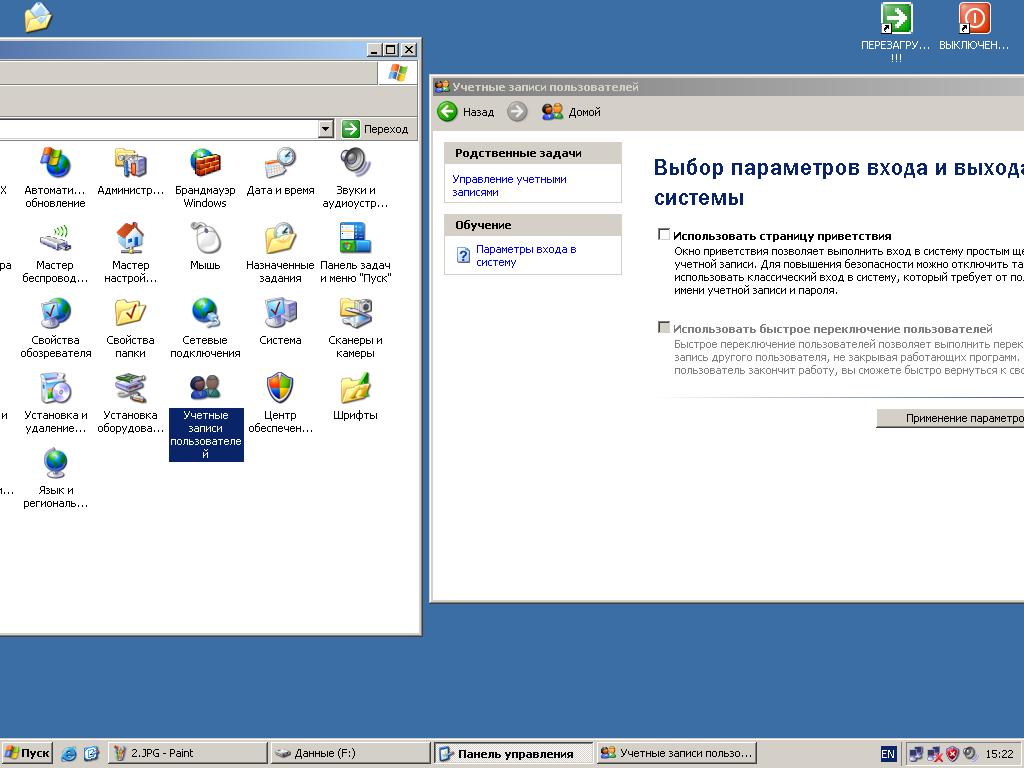 ПЕРЕЗАГРУ...
!!!
ВЫКЛЮЧЕН...
Переход
Х
Автомати...
обновление
Администр...
Брандмауэр
Windows
Дата и время
Звуки и
аудиоустр...
ра
Мастер
беспровод...
Мастер
настрой...
Мышь
Назначенные
задания
Панель задач
и меню "Пуск"
Свойства
обозревателя
Свойства
папки
Сетевые
подключения
Система
Сканеры и
камеры
и
Установка и
удаление...
Установка
оборудова...
Учетные
записи
пользователе
й
Центр
обеспечен...
Шрифты
и...
Язык и
региональ...
Учетные записи пользователей
Назад
Домой
Родственные задачи
Управление учетными
записями
Обучение
Параметры входа в
систему
Выбор параметров входа и выхода
системы
Использовать страницу приветствия
Окно приветствия позволяет выполнить вход в систему простым ще
учетной записи. Для повышения безопасности можно отключить та
использовать классический вход в систему, который требует от по
имени учетной записи и пароля.
Использовать быстрое переключение пользователей
Быстрое переключение пользователей позволяет выполнить перек
запись другого пользователя, не закрывая работающих программ.
пользователь закончит работу, вы сможете быстро вернуться к сво
Применение параметро
Пуск
2.JPG - Paint
Данные (F:)
Панель управления
Учетные записи пользо...
EN
15:22